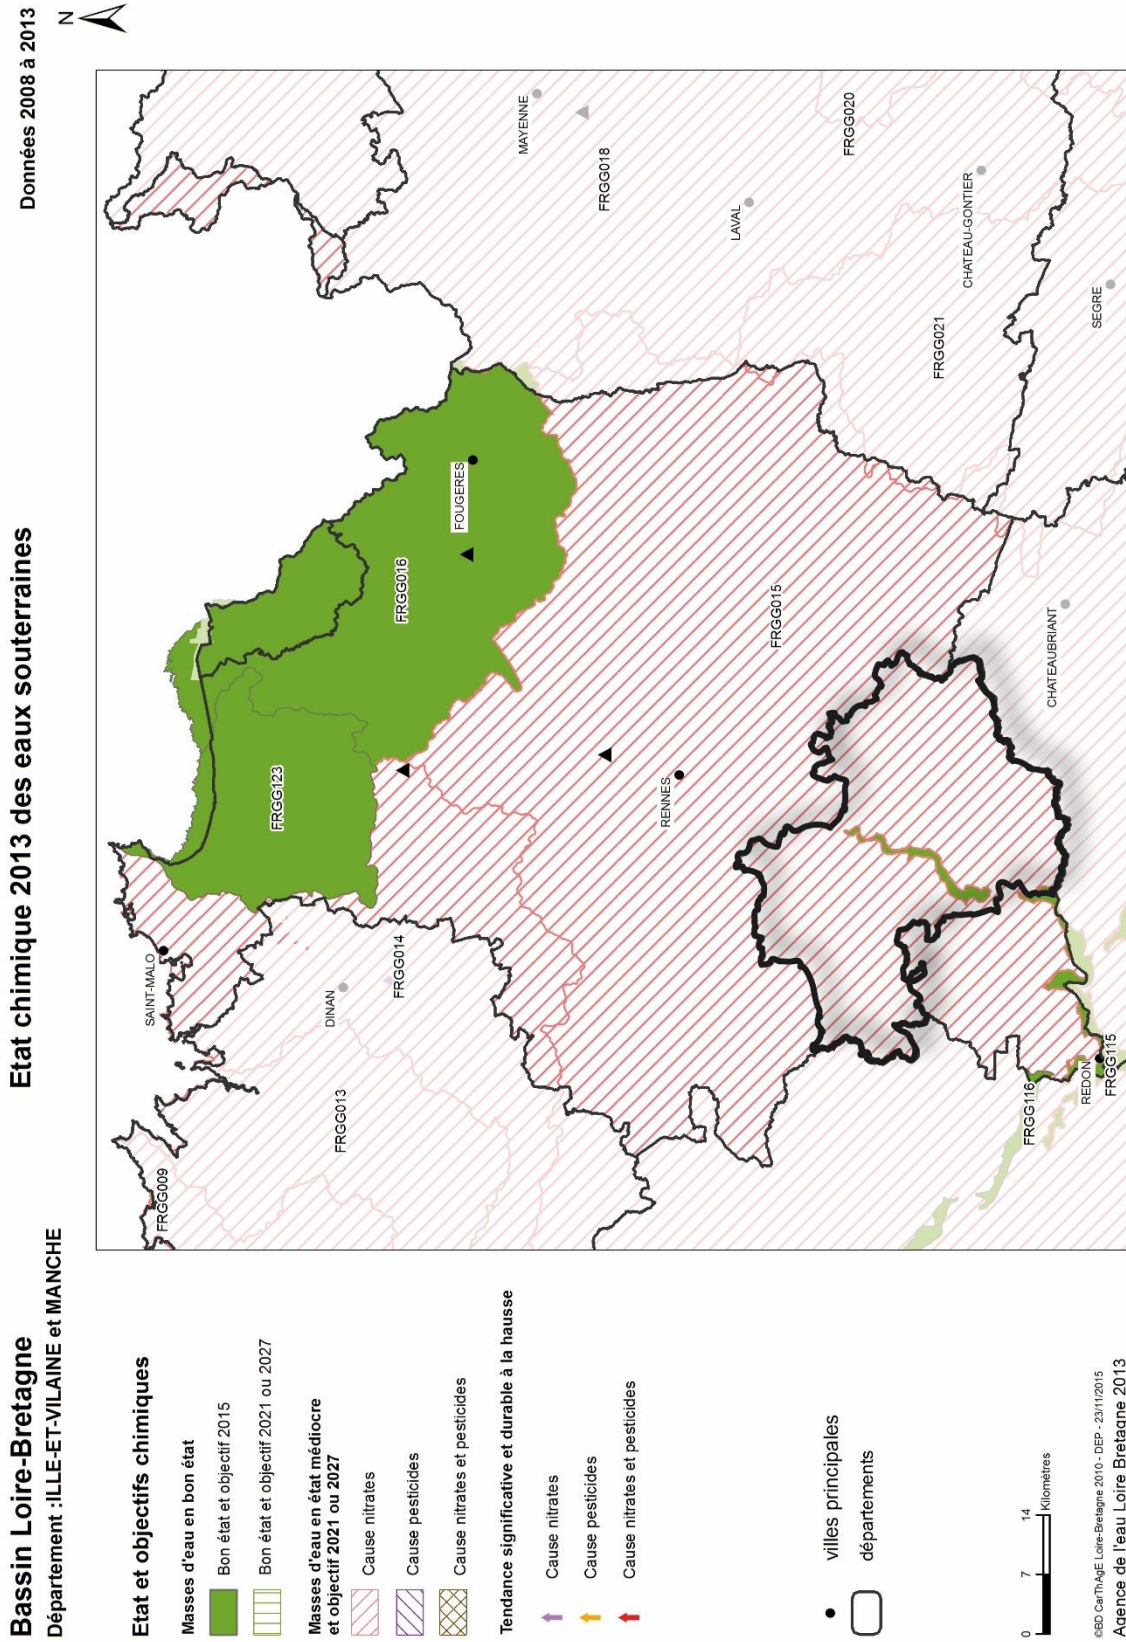 Bassin Loire-Bretagne
Département :ILLE-ET-VILAINE et MANCHE
Etat chimique 2013 des eaux souterraines
Données 2008 à 2013
N
Etat et objectifs chimiques
Masses d'eau en bon état
Bon état et objectif 2015
Bon état et objectif 2021 ou 2027
Masses d'eau en état médiocre
et objectif 2021 ou 2027
Cause nitrates
Cause pesticides
Cause nitrates et pesticides
Tendance significative et durable à la hausse
Cause nitrates
Cause pesticides
Cause nitrates et pesticides
villes principales
départements
0 7 14
Kilomètres
©BD CarThAgE Loire-Bretagne 2010 - DEP - 23/11/2015
Agence de l'eau Loire Bretagne 2013
FRGG009
SAINT-MALO
FRGG123
FRGG013
DINAN
FRGG014
FRGG016
FOUGERES
MAYENNE
FRGG018
RENNES
LAVAL
FRGG015
FRGG020
FRGG021
CHATEAU-GONTIER
FRGG116
REDON
FRGG115
CHATEAUBRIANT
SEGRE